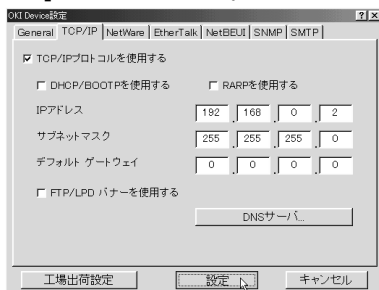 OKI Device設定
General TCP/IP NetWare EtherTalk NetBEUI SNMP SMTP
TCP/IPプロトコルを使用する
DHCP/BOOTPを使用する RARPを使用する
IPアドレス 192 . 168 . 0 . 2
サブネットマスク 255 . 255 . 255 . 0
デフォルト ゲートウェイ 0 . 0 . 0 . 0
FTP/LPD バナーを使用する
DNSサーバ...
工場出荷設定 設定 キャンセル